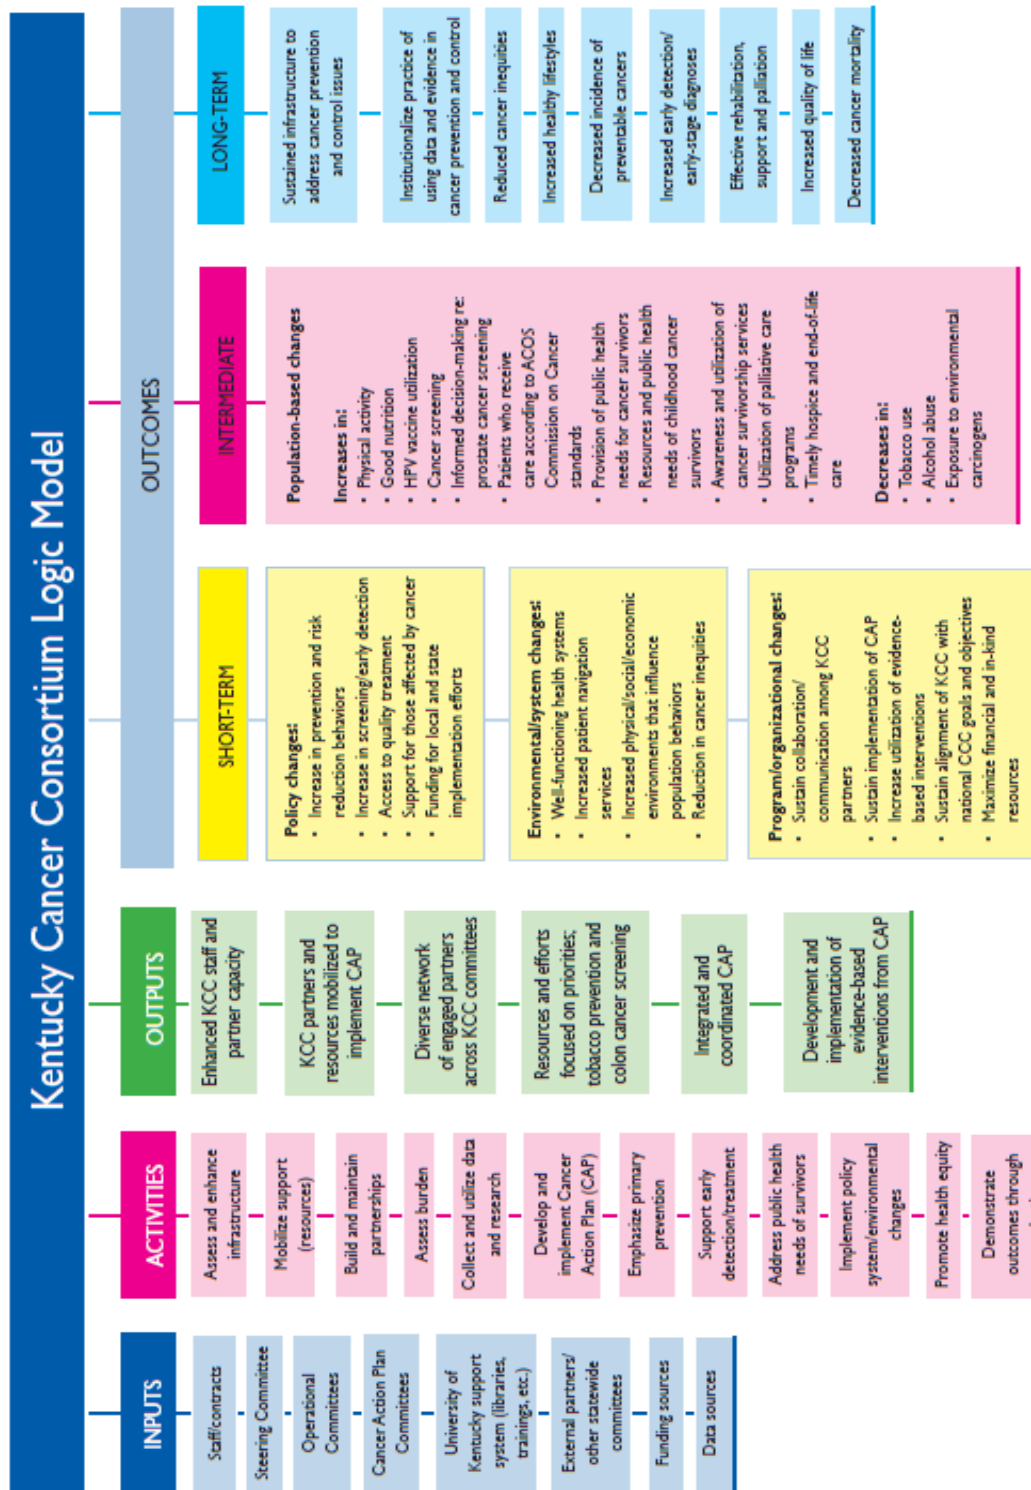 Kentucky Cancer Consortium Logic Model
INPUTS
Staff/contracts
Steering Committee
Operational
Committees
Cancer Action Plan
Committees
University of
Kentucky support
system (libraries,
trainings, etc.)
External partners/
other statewide
committees
Funding sources
Data sources
ACTIVITIES
Assess and enhance
infrastructure
Mobilize support
(resources)
Build and maintain
partnerships
Assess burden
Collect and utilize data
and research
Develop and
implement Cancer
Action Plan (CAP)
Emphasize primary
prevention
Support early
detection/treatment
Address public health
needs of survivors
Implement policy
system/environmental
changes
Promote health equity
Demonstrate
outcomes through
OUTPUTS
Enhanced KCC staff and
partner capacity
KCC partners and
resources mobilized to
implement CAP
Diverse network
of engaged partners
across KCC committees
Resources and efforts
focused on priorities;
tobacco prevention and
colon cancer screening
Integrated and
coordinated CAP
Development and
implementation of
evidence-based
interventions from CAP
OUTCOMES
SHORT-TERM
Policy changes:
• Increase in prevention and risk
reduction behaviors
• Increase in screening/early detection
• Access to quality treatment
• Support for those affected by cancer
• Funding for local and state
implementation efforts
Environmental/system changes:
• Well-functioning health systems
• Increased patient navigation
services
• Increased physical/social/economic
environments that influence
population behaviors
• Reduction in cancer inequities
Program/organizational changes:
• Sustain collaboration/
communication among KCC
partners
• Sustain implementation of CAP
• Increase utilization of evidence-
based interventions
• Sustain alignment of KCC with
national CCC goals and objectives
• Maximize financial and in-kind
resources
INTERMEDIATE
Population-based changes
Increases in:
• Physical activity
• Good nutrition
• HPV vaccine utilization
• Cancer screening
• Informed decision-making re:
prostate cancer screening
• Patients who receive
care according to ACOS
Commission on Cancer
standards
• Provision of public health
needs for cancer survivors
• Resources and public health
needs of childhood cancer
survivors
• Awareness and utilization of
cancer survivorship services
• Utilization of palliative care
programs
• Timely hospice and end-of-life
care
Decreases in:
• Tobacco use
• Alcohol abuse
• Exposure to environmental
carcinogens
LONG-TERM
Sustained infrastructure to
address cancer prevention
and control issues
Institutionalize practice of
using data and evidence in
cancer prevention and control
Reduced cancer inequities
Increased healthy lifestyles
Decreased incidence of
preventable cancers
Increased early detection/
early-stage diagnoses
Effective rehabilitation,
support and palliation
Increased quality of life
Decreased cancer mortality